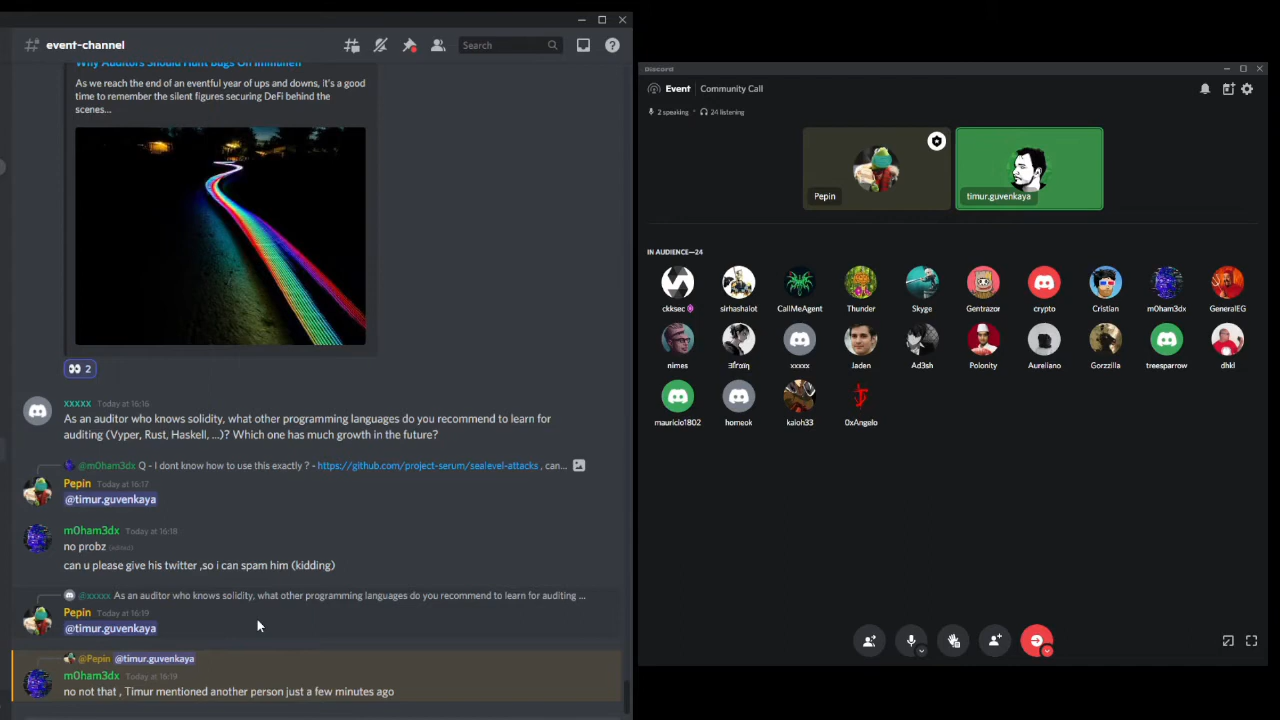 event-channel
Search
Why Auditors Should Hunt Bugs On Immunefi
As we reach the end of an eventful year of ups and downs, it's a good
time to remember the silent figures securing DeFi behind the
scenes...
2
xxxxx Today at 16:16
As an auditor who knows solidity, what other programming languages do you recommend to learn for
auditing (Vyper, Rust, Haskell, ...)? Which one has much growth in the future?
@m0ham3dx Q - I dont know how to use this exactly ? - https://github.com/project-serum/sealevel-attacks , can...
Pepin Today at 16:17
@timur.guvenkaya
m0ham3dx Today at 16:18
no probz (edited)
can u please give his twitter ,so i can spam him (kidding)
@xxxxx As an auditor who knows solidity, what other programming languages do you recommend to learn for auditing ...
Pepin Today at 16:19
@timur.guvenkaya
@Pepin @timur.guvenkaya
m0ham3dx Today at 16:19
no not that , Timur mentioned another person just a few minutes ago
Discord
Event Community Call
2 speaking • 24 listening
Pepin timur.guvenkaya
IN AUDIENCE—24
ckksec sirhashalot CallMeAgent Thunder Skyge Gentrazor crypto Cristian m0ham3dx GeneralEG
nimes xxxxx Jaden Ad3sh Polonity Aureliano Gorzzilla treesparrow dhkl
mauricio1802 homeok kaioh33 0xAngelo